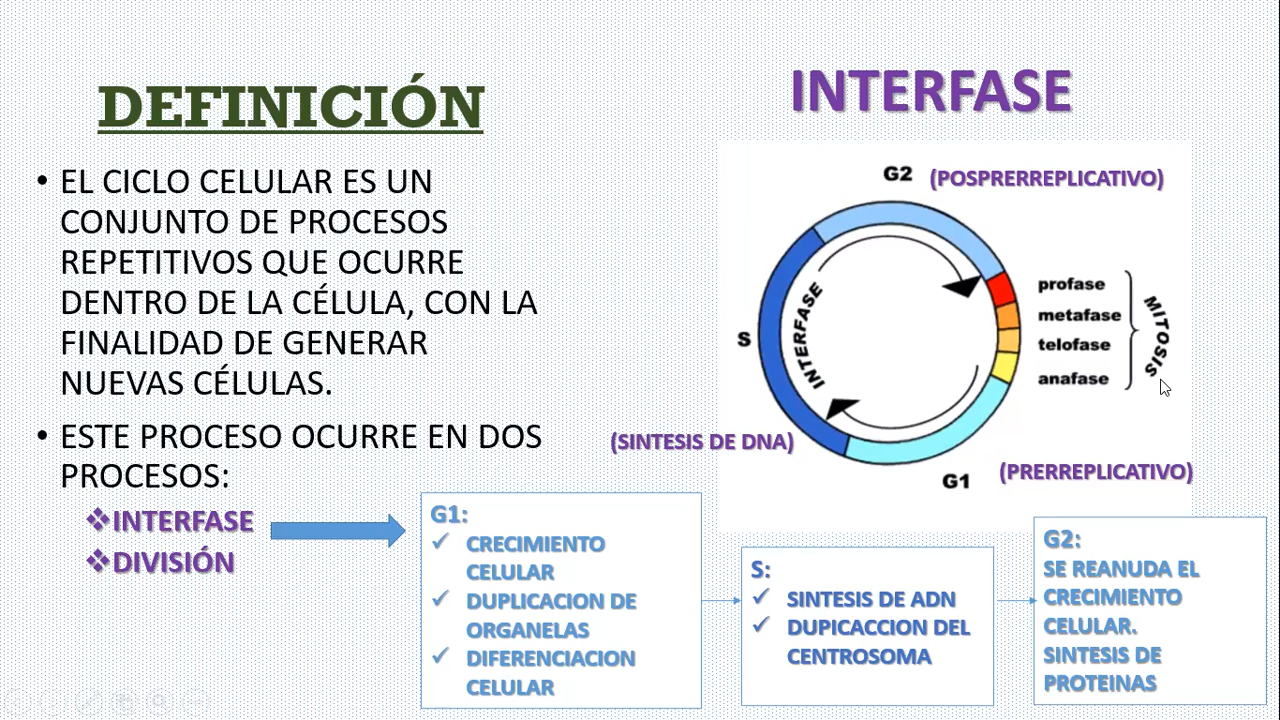 DEFINICIÓN
• EL CICLO CELULAR ES UN
CONJUNTO DE PROCESOS
REPETITIVOS QUE OCURRE
DENTRO DE LA CÉLULA, CON LA
FINALIDAD DE GENERAR
NUEVAS CÉLULAS.
• ESTE PROCESO OCURRE EN DOS
PROCESOS:
❖INTERFASE
❖DIVISIÓN
INTERFASE
G2 (POSPRERREPLICATIVO)
INTERFASE
S
profase
metafase
telofase
anafase
MITOSIS
(SINTESIS DE DNA)
G1 (PRERREPLICATIVO)
G1:
✓ CRECIMIENTO
CELULAR
✓ DUPLICACION DE
ORGANELAS
✓ DIFERENCIACION
CELULAR
S:
✓ SINTESIS DE ADN
✓ DUPICACCION DEL
CENTROSOMA
G2:
SE REANUDA EL
CRECIMIENTO
CELULAR.
SINTESIS DE
PROTEINAS